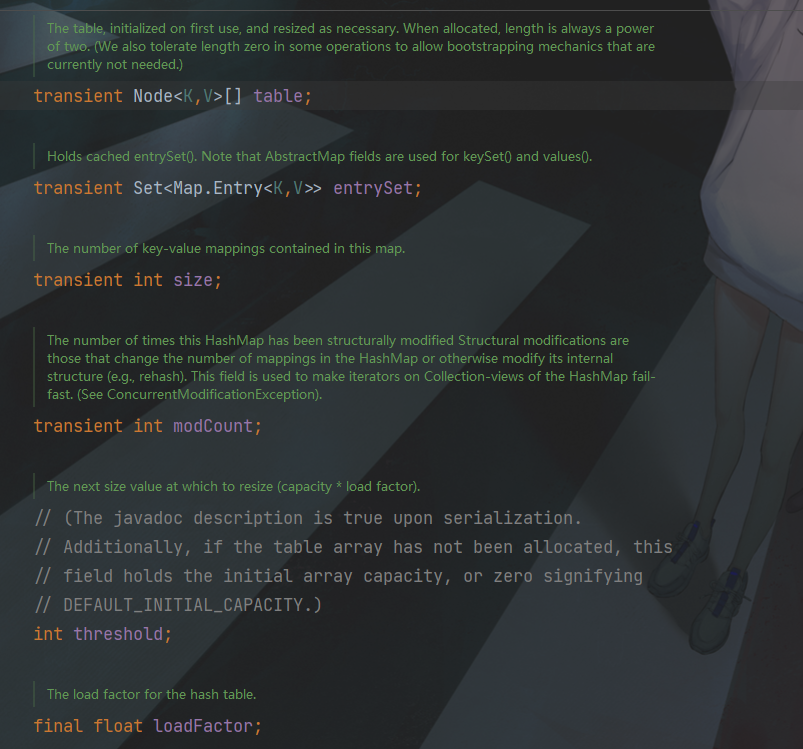 The table, initialized on first use, and resized as necessary. When allocated, length is always a power
of two. (We also tolerate length zero in some operations to allow bootstrapping mechanics that are
currently not needed.)
transient Node<K,V>[] table;
Holds cached entrySet(). Note that AbstractMap fields are used for keySet() and values().
transient Set<Map.Entry<K,V>> entrySet;
The number of key-value mappings contained in this map.
transient int size;
The number of times this HashMap has been structurally modified Structural modifications are
those that change the number of mappings in the HashMap or otherwise modify its internal
structure (e.g., rehash). This field is used to make iterators on Collection-views of the HashMap fail-
fast. (See ConcurrentModificationException).
transient int modCount;
The next size value at which to resize (capacity * load factor).
// (The javadoc description is true upon serialization.
// Additionally, if the table array has not been allocated, this
// field holds the initial array capacity, or zero signifying
// DEFAULT_INITIAL_CAPACITY.)
int threshold;
The load factor for the hash table.
final float loadFactor;